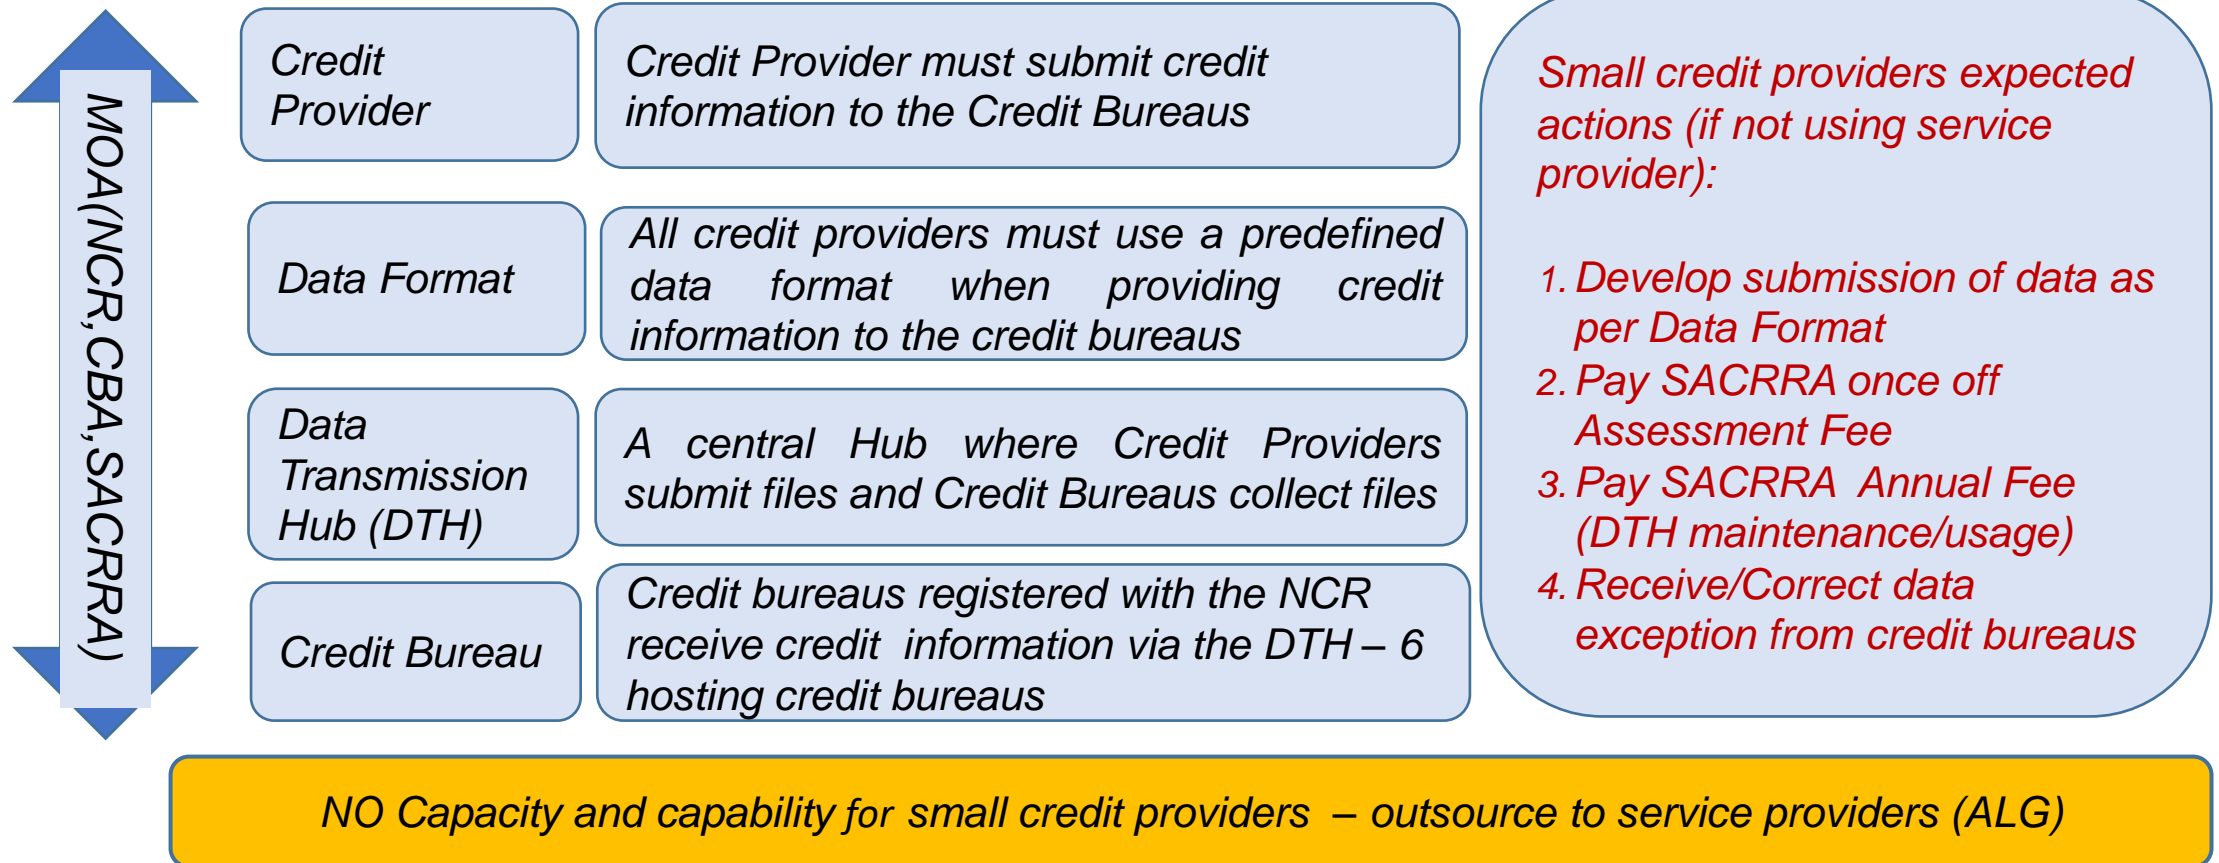 MOA(NCR,CBA,SACRRA)
Credit
Provider
Credit Provider must submit credit
information to the Credit Bureaus
Data Format
All credit providers must use a predefined
data format when providing credit
information to the credit bureaus
Data
Transmission
Hub (DTH)
A central Hub where Credit Providers
submit files and Credit Bureaus collect files
Credit Bureau
Credit bureaus registered with the NCR
receive credit information via the DTH – 6
hosting credit bureaus
Small credit providers expected
actions (if not using service
provider):
1. Develop submission of data as
per Data Format
2. Pay SACRRA once off
Assessment Fee
3. Pay SACRRA Annual Fee
(DTH maintenance/usage)
4. Receive/Correct data
exception from credit bureaus
NO Capacity and capability for small credit providers – outsource to service providers (ALG)